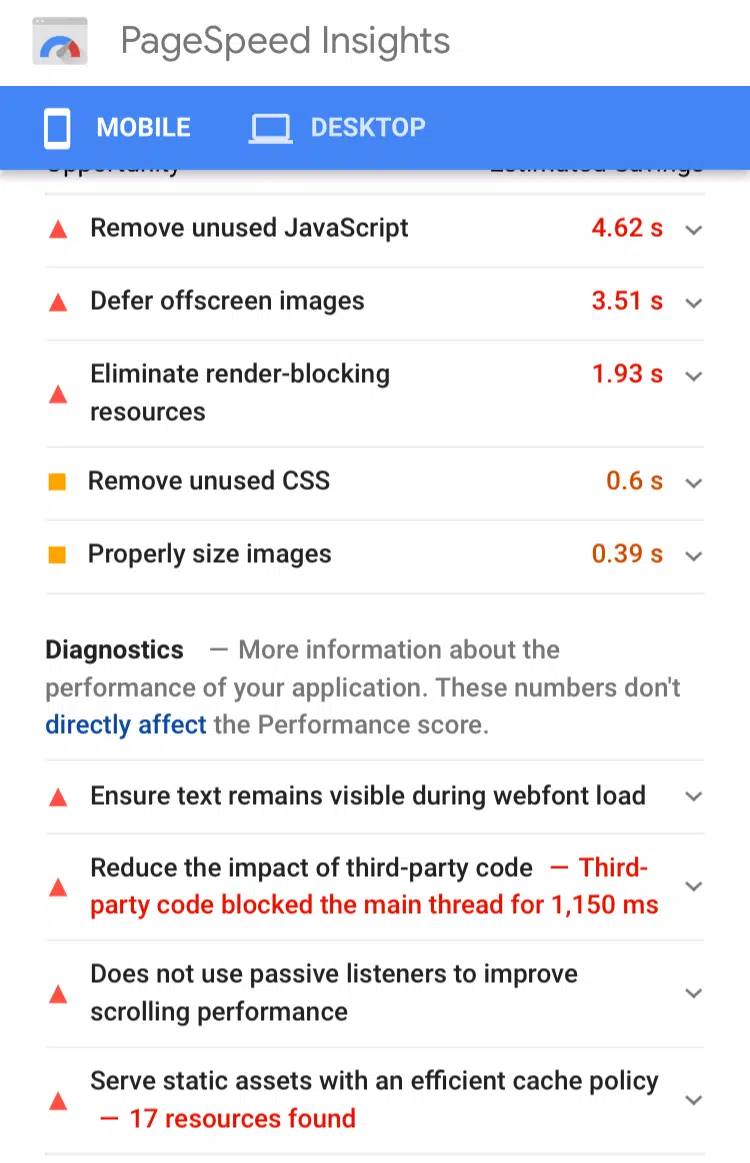 PageSpeed Insights
MOBILE
DESKTOP
Opportunity
Estimated Savings
Remove unused JavaScript
4.62 s
Defer offscreen images
3.51 s
Eliminate render-blocking
1.93 s
resources
Remove unused CSS
0.6 s
Properly size images
0.39 s
Diagnostics — More information about the
performance of your application. These numbers don't
directly affect the Performance score.
Ensure text remains visible during webfont load
Reduce the impact of third-party code — Third-
party code blocked the main thread for 1,150 ms
Does not use passive listeners to improve
scrolling performance
Serve static assets with an efficient cache policy
— 17 resources found